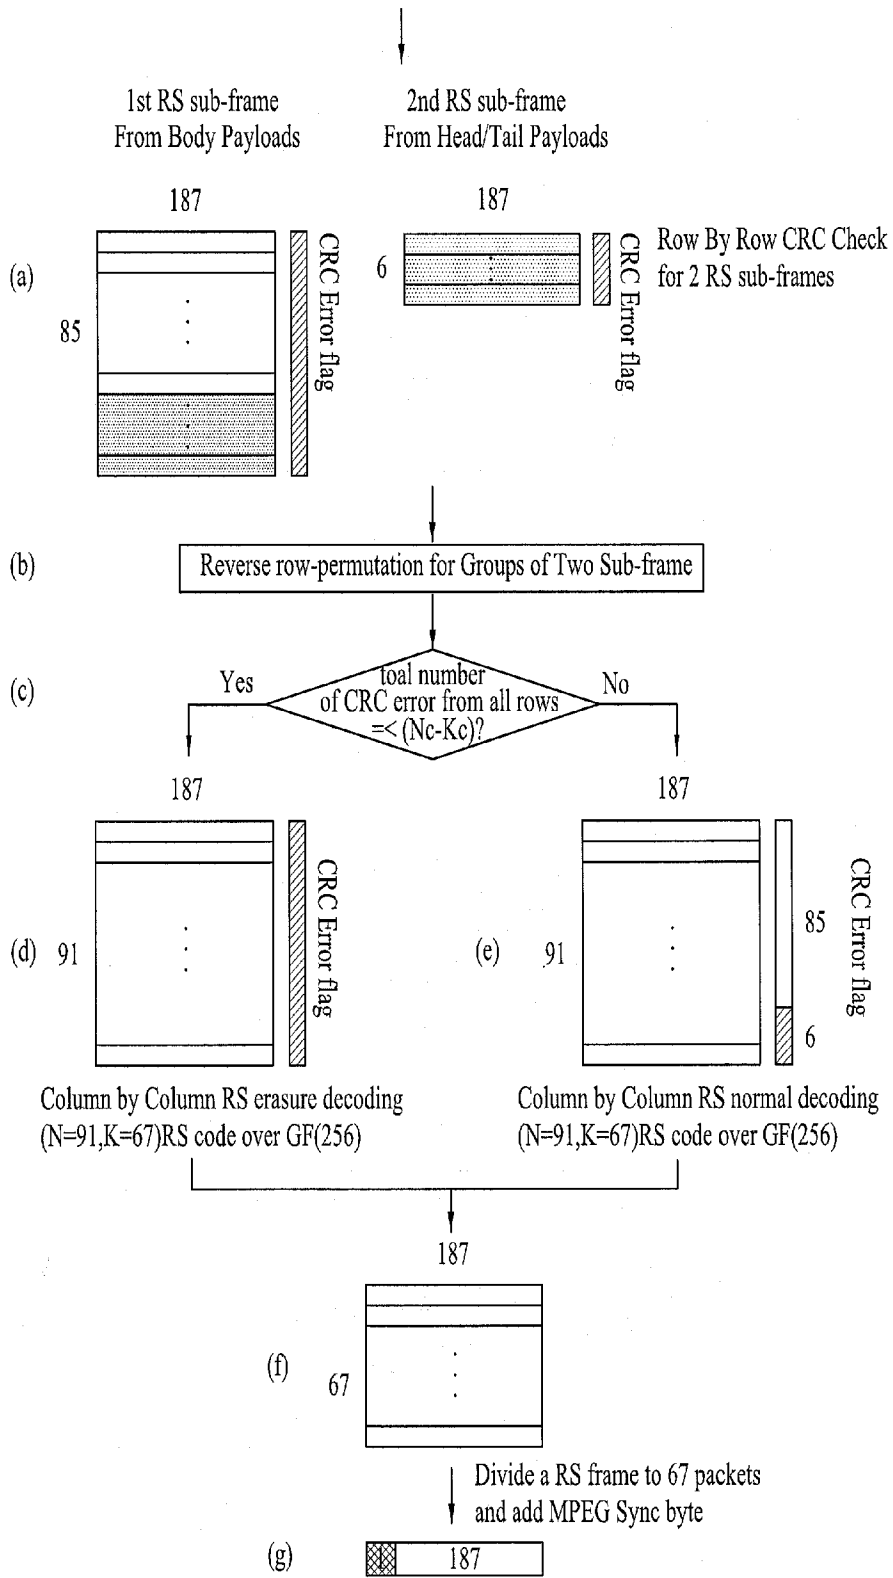 1st RS sub-frame
From Body Payloads
2nd RS sub-frame
From Head/Tail Payloads
187
187
(a)
85
CRC Error flag
6
CRC Error flag
Row By Row CRC Check
for 2 RS sub-frames
(b)
Reverse row-permutation for Groups of Two Sub-frame
(c)
Yes
toal number
of CRC error from all rows
=< (Nc-Kc)?
No
187
187
(d)
91
CRC Error flag
(e)
91
85
6
CRC Error flag
Column by Column RS erasure decoding
(N=91,K=67)RS code over GF(256)
Column by Column RS normal decoding
(N=91,K=67)RS code over GF(256)
187
(f)
67
Divide a RS frame to 67 packets
and add MPEG Sync byte
(g)
1
187